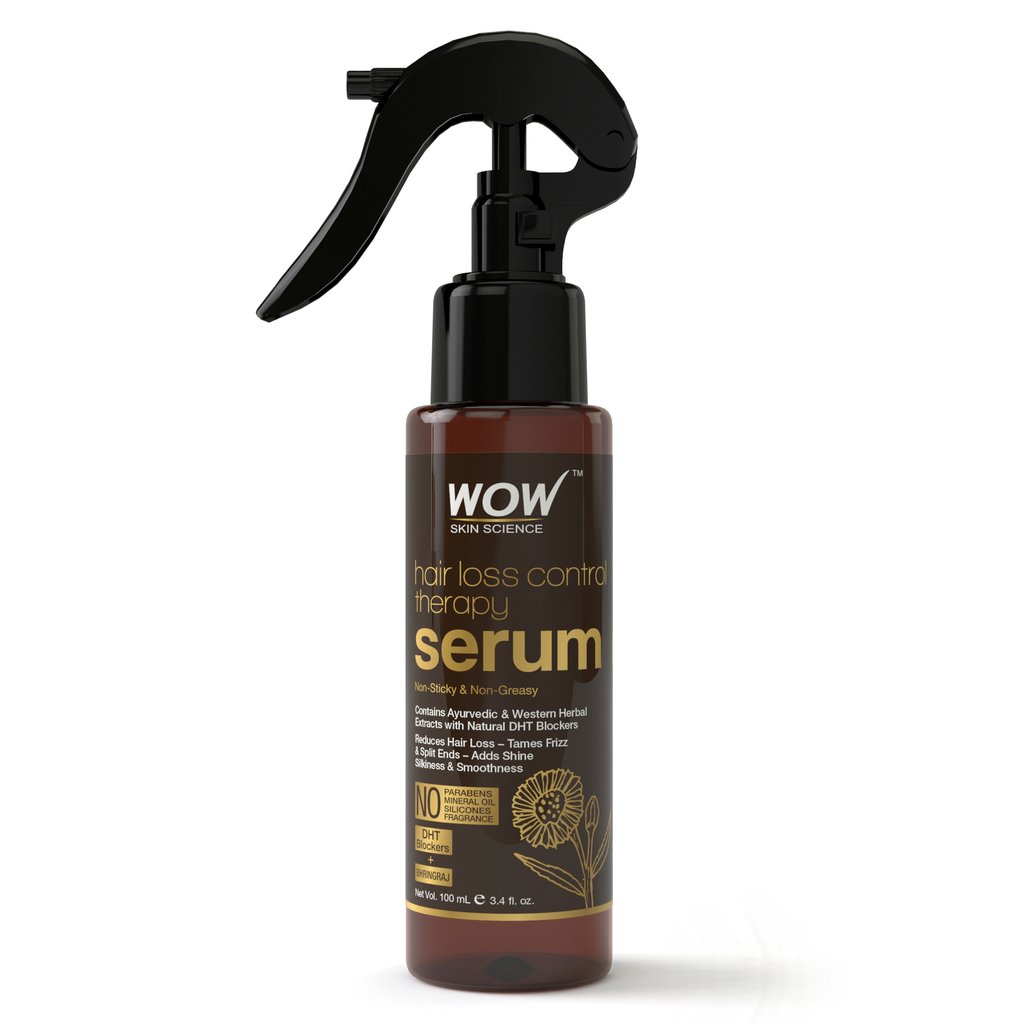 WOW™
SKIN SCIENCE
hair loss control
therapy
serum
Non-Sticky & Non-Greasy
Contains Ayurvedic & Western Herbal
Extracts with Natural DHT Blockers
Reduces Hair Loss – Tames Frizz
& Split Ends – Adds Shine
Silkiness & Smoothness
NO
PARABENS
MINERAL OIL
SILICONES
FRAGRANCE
DHT
Blockers
+
BHRINGRAJ
Net Vol. 100 mL ℮ 3.4 fl. oz.